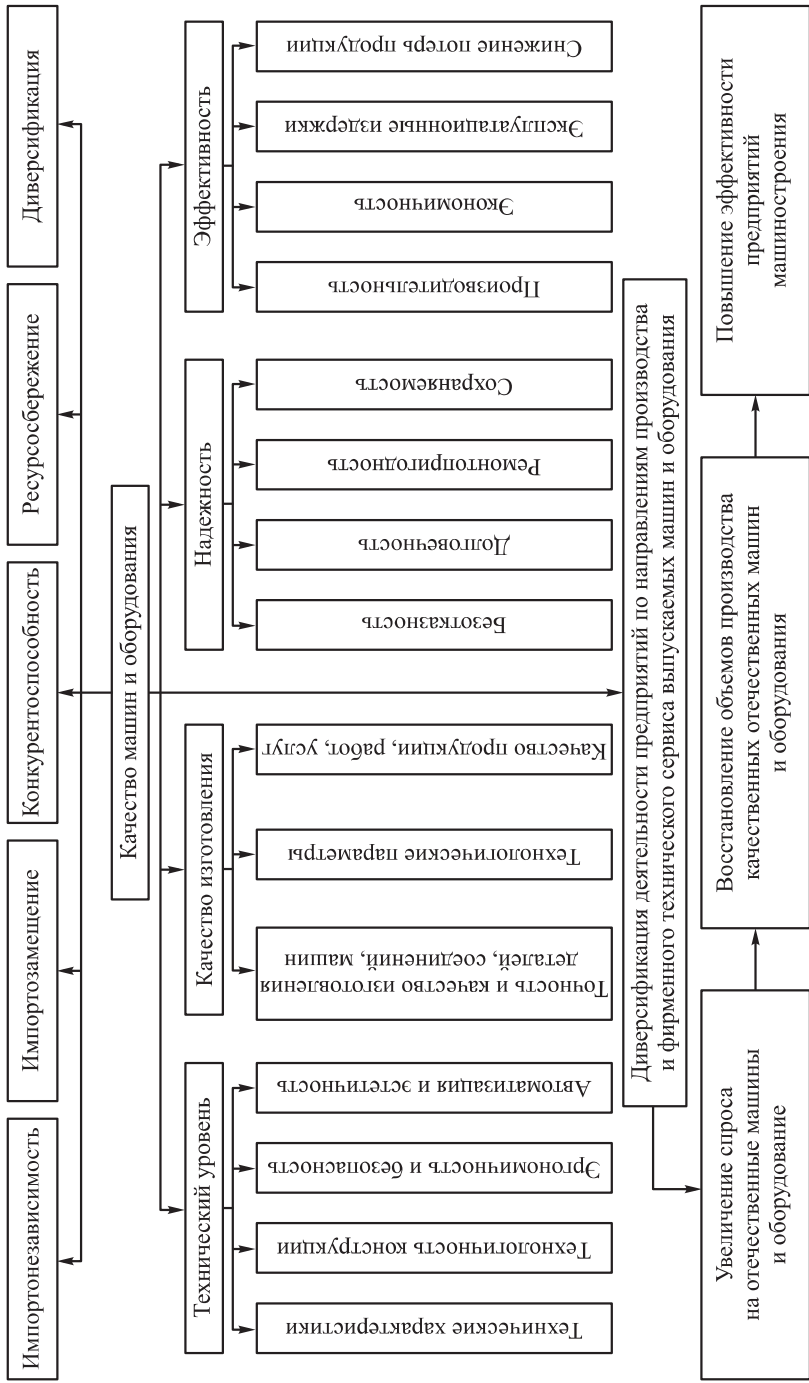 Импортонезависимость
Импортозамещение
Конкурентоспособность
Ресурсосбережение
Диверсификация
Качество машин и оборудования
Технический уровень
Качество изготовления
Надежность
Эффективность
Технические характеристики
Технологичность конструкции
Эргономичность и безопасность
Автоматизация и эстетичность
Точность и качество изготовления
деталей, соединений, машин
Технологические параметры
Качество продукции, работ, услуг
Безотказность
Долговечность
Ремонтопригодность
Сохраняемость
Производительность
Экономичность
Эксплуатационные издержки
Снижение потерь продукции
Диверсификация деятельности предприятий по направлениям производства
и фирменного технического сервиса выпускаемых машин и оборудования
Увеличение спроса
на отечественные машины
и оборудование
Восстановление объемов производства
качественных отечественных машин
и оборудования
Повышение эффективности
предприятий
машиностроения